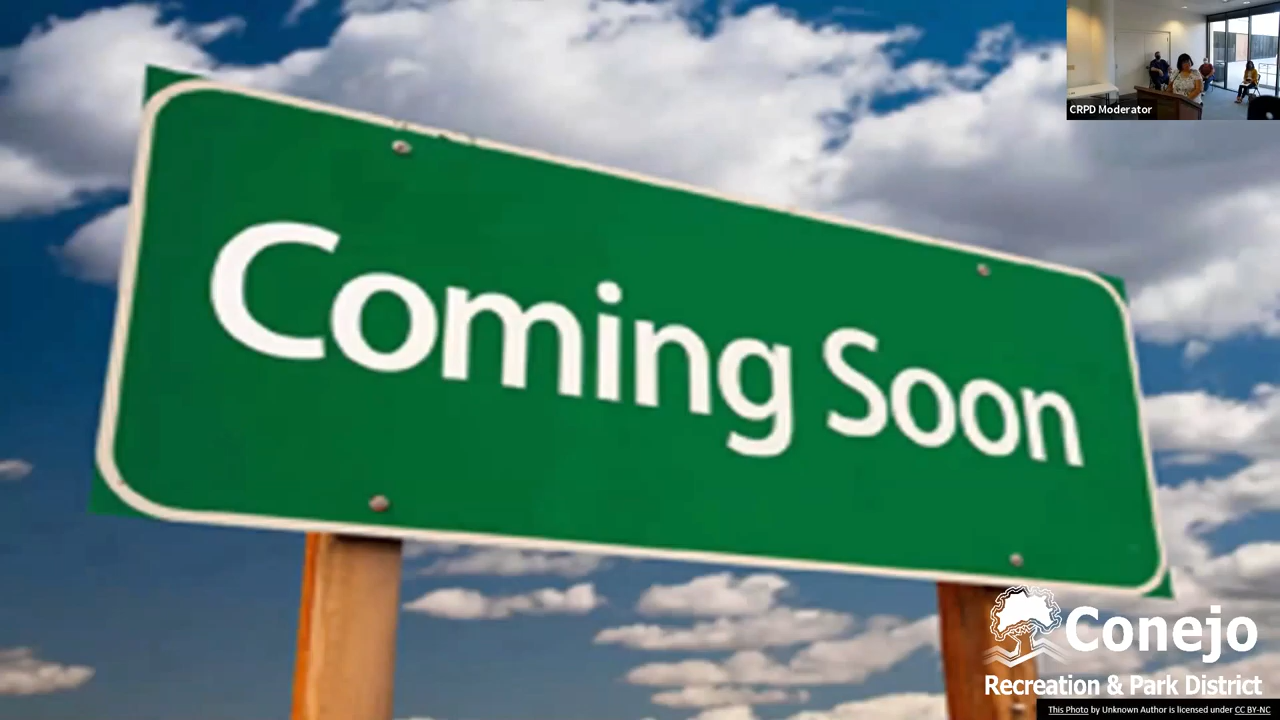 CRPD Moderator
Coming Soon
Conejo
Recreation & Park District
This Photo by Unknown Author is licensed under CC BY-NC